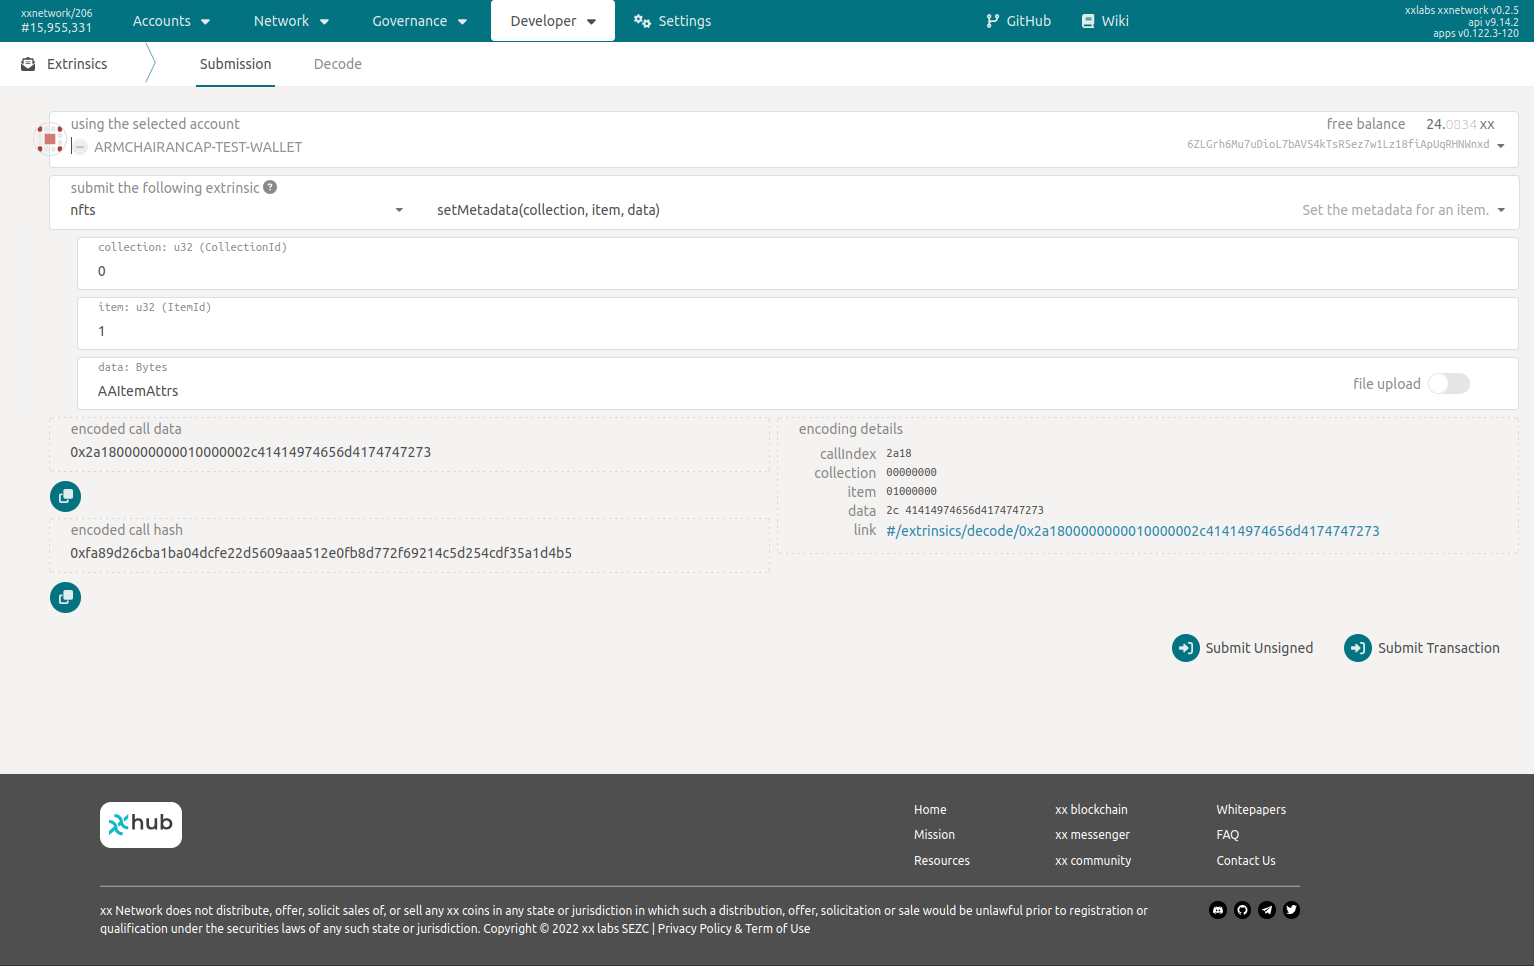 xxnetwork/206
#15,955,331
Accounts
Network
Governance
Developer
Settings
GitHub
Wiki
xxlabs xxnetwork v0.2.5
api v9.14.2
apps v0.122.3-120
Extrinsics
Submission
Decode
using the selected account
ARMCHAIRANCAP-TEST-WALLET
free balance 24.0834 xx
6ZLGrh6Mu7uDioL7bAVS4kTsRSez7w1Lz18fiApUqRHNWnxd
submit the following extrinsic ?
nfts
setMetadata(collection, item, data)
Set the metadata for an item.
collection: u32 (CollectionId)
0
item: u32 (ItemId)
1
data: Bytes
AAItemAttrs
file upload
encoded call data
0x2a1800000000010000002c41414974656d4174747273
encoded call hash
0xfa89d26cba1ba04dcfe22d5609aaa512e0fb8d772f69214c5d254cdf35a1d4b5
encoding details
callIndex 2a18
collection 00000000
item 01000000
data 2c 41414974656d4174747273
link #/extrinsics/decode/0x2a1800000000010000002c41414974656d4174747273
Submit Unsigned
Submit Transaction
hub
Home
Mission
Resources
xx blockchain
xx messenger
xx community
Whitepapers
FAQ
Contact Us
xx Network does not distribute, offer, solicit sales of, or sell any xx coins in any state or jurisdiction in which such a distribution, offer, solicitation or sale would be unlawful prior to registration or
qualification under the securities laws of any such state or jurisdiction. Copyright © 2022 xx labs SEZC | Privacy Policy & Term of Use